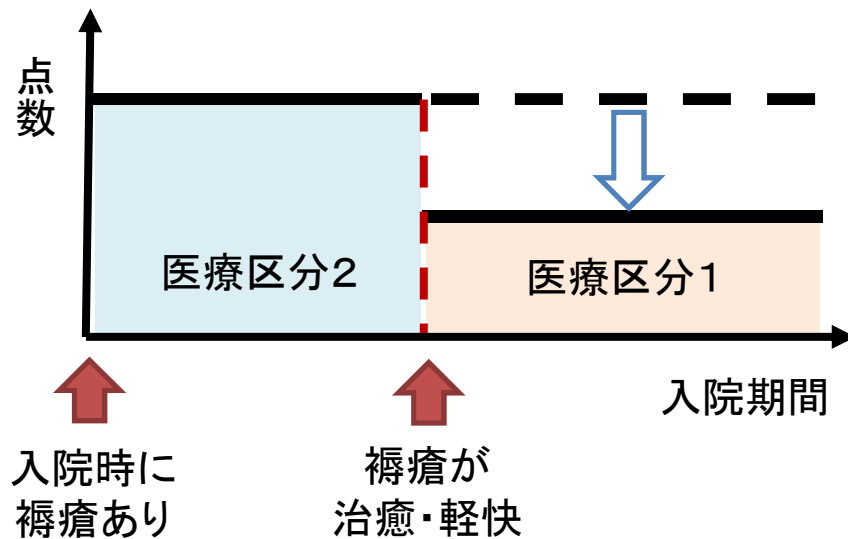 点
数
医療区分２
医療区分１
入院期間
入院時に
褥瘡あり
褥瘡が
治癒・軽快